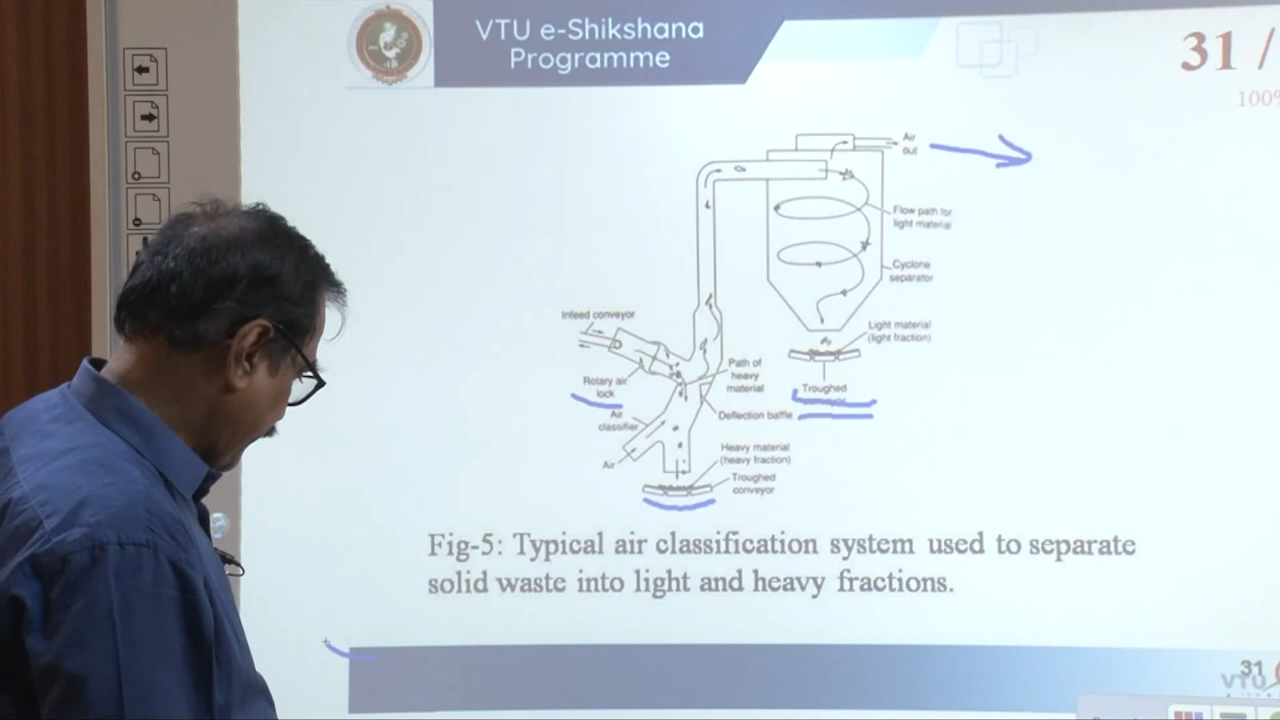 VTU e-Shikshana
Programme
31 /
100%
Air
out
Flow path for
light material
Cyclone
separator
Infeed conveyor
Light material
(light fraction)
Rotary air
lock
Path of
heavy
material
Troughed
Air
classifier
Deflection baffle
Air
Heavy material
(heavy fraction)
Troughed
conveyor
Fig-5: Typical air classification system used to separate
solid waste into light and heavy fractions.
31
VTU